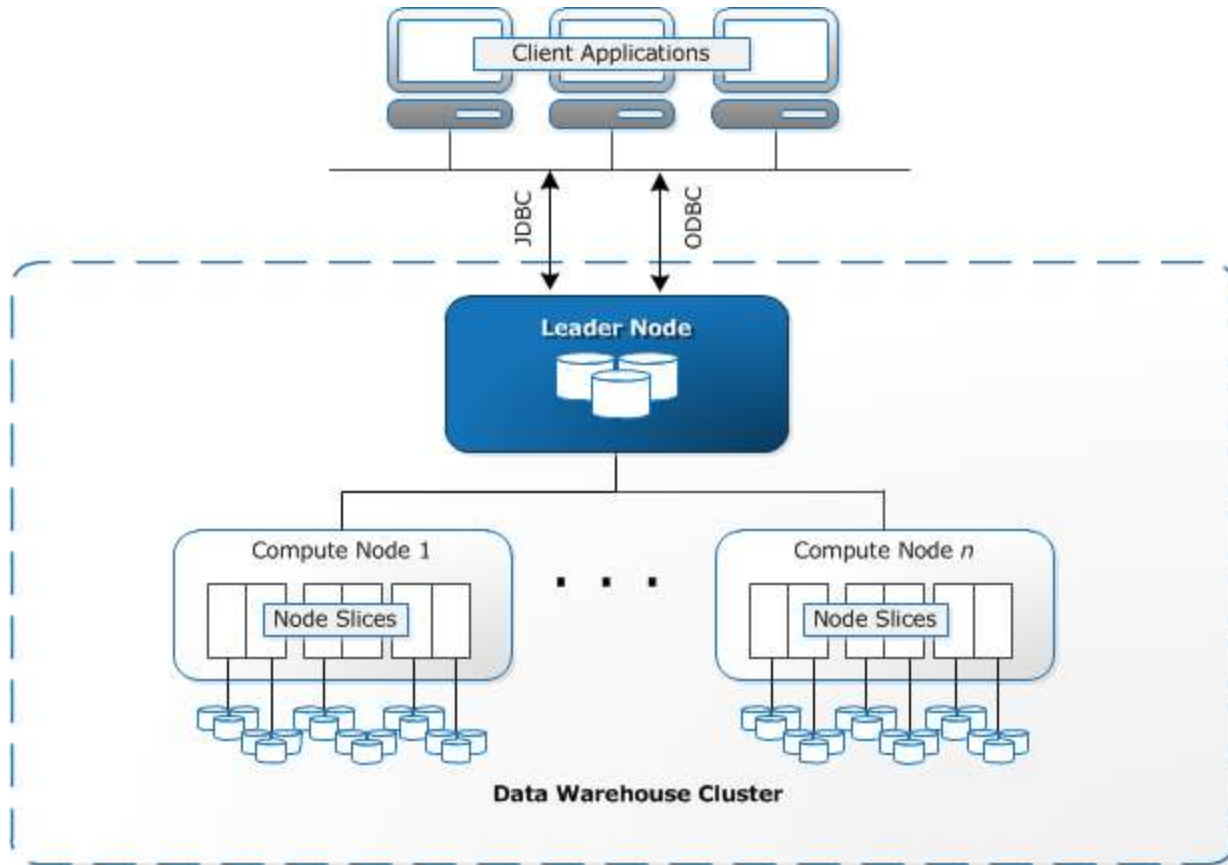 Client Applications
JDBC
ODBC
Leader Node
Compute Node 1
Compute Node n
. . .
Node Slices
Node Slices
Data Warehouse Cluster